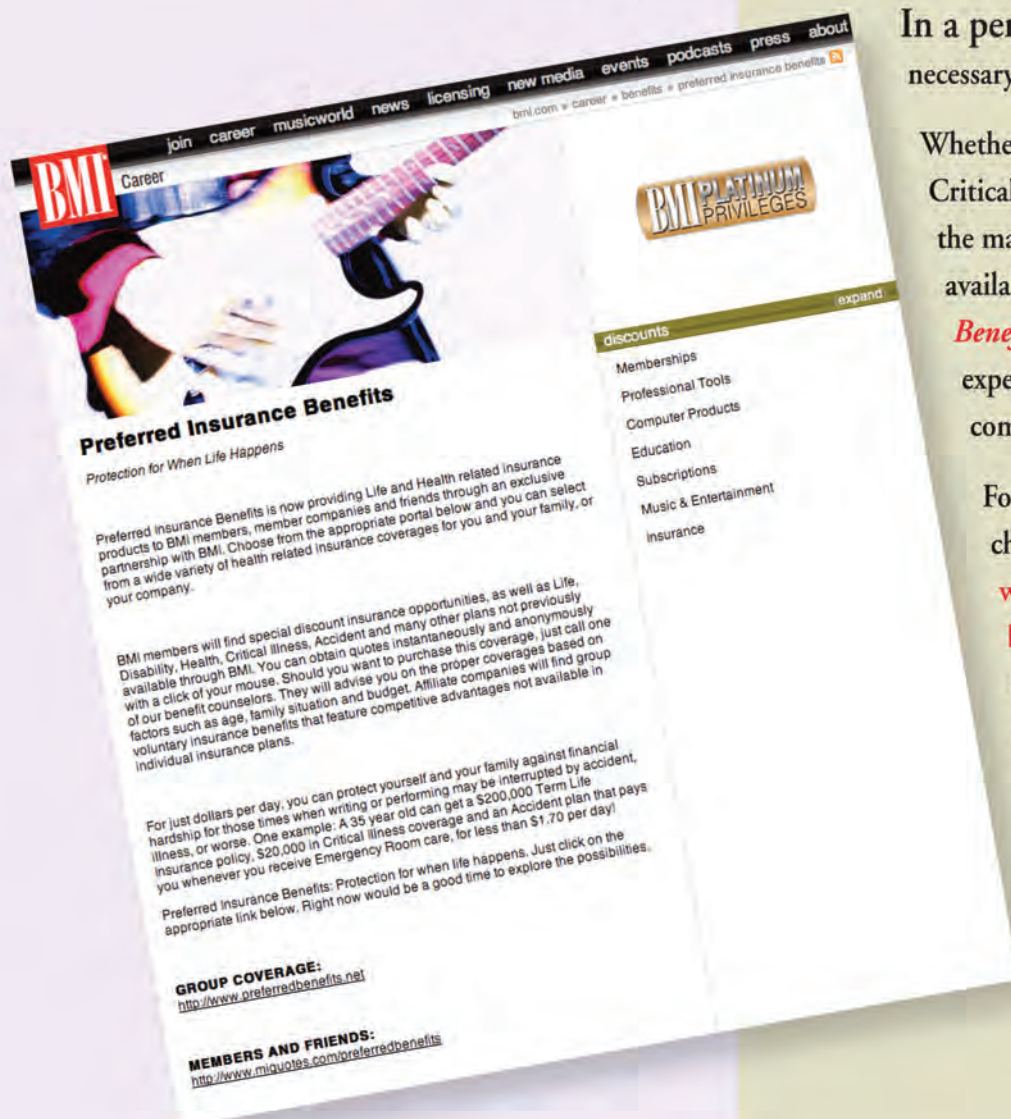 join career musicworld news licensing new media events podcasts press about
bmi.com » career » benefits » preferred insurance benefits
BMI
Career
BMI PLATINUM
PRIVILEGES
discounts
expand
Memberships
Professional Tools
Computer Products
Education
Subscriptions
Music & Entertainment
Insurance
Preferred Insurance Benefits
Protection for When Life Happens
Preferred Insurance Benefits is now providing Life and Health related insurance
products to BMI members, member companies and friends through an exclusive
partnership with BMI. Choose from the appropriate portal below and you can select
from a wide variety of health related insurance coverages for you and your family, or
your company.
BMI members will find special discount insurance opportunities, as well as Life,
Disability, Health, Critical Illness, Accident and many other plans not previously
available through BMI. You can obtain quotes instantaneously and anonymously
with a click of your mouse. Should you want to purchase this coverage, just call one
of our benefit counselors. They will advise you on the proper coverages based on
factors such as age, family situation and budget. Affiliate companies will find group
voluntary insurance benefits that feature competitive advantages not available in
individual insurance plans.
For just dollars per day, you can protect yourself and your family against financial
hardship for those times when writing or performing may be interrupted by accident,
illness, or worse. One example: A 35 year old can get a $200,000 Term Life
insurance policy, $20,000 in Critical Illness coverage and an Accident plan that pays
you whenever you receive Emergency Room care, for less than $1.70 per day!
Preferred Insurance Benefits: Protection for when life happens. Just click on the
appropriate link below. Right now would be a good time to explore the possibilities.
GROUP COVERAGE:
http://www.preferredbenefits.net
MEMBERS AND FRIENDS:
http://www.miquotes.com/preferredbenefits
In a per
necessary
Whethe
Critical
the ma
availa
Bene
expe
com
Fo
ch
w